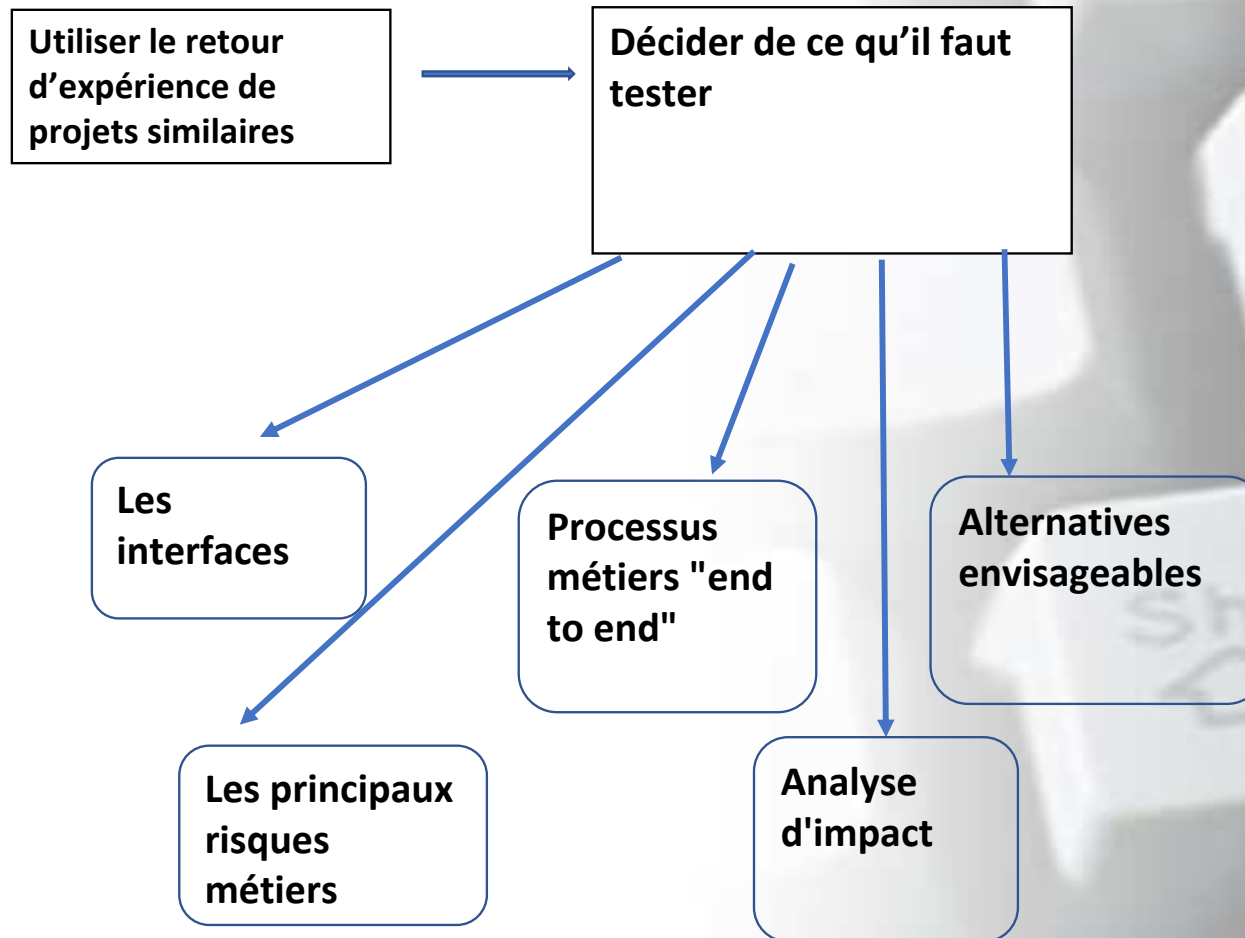 Utiliser le retour
d’expérience de
projets similaires
Décider de ce qu’il faut
tester
Les
interfaces
Processus
métiers "end
to end"
Alternatives
envisageables
Les principaux
risques
métiers
Analyse
d'impact